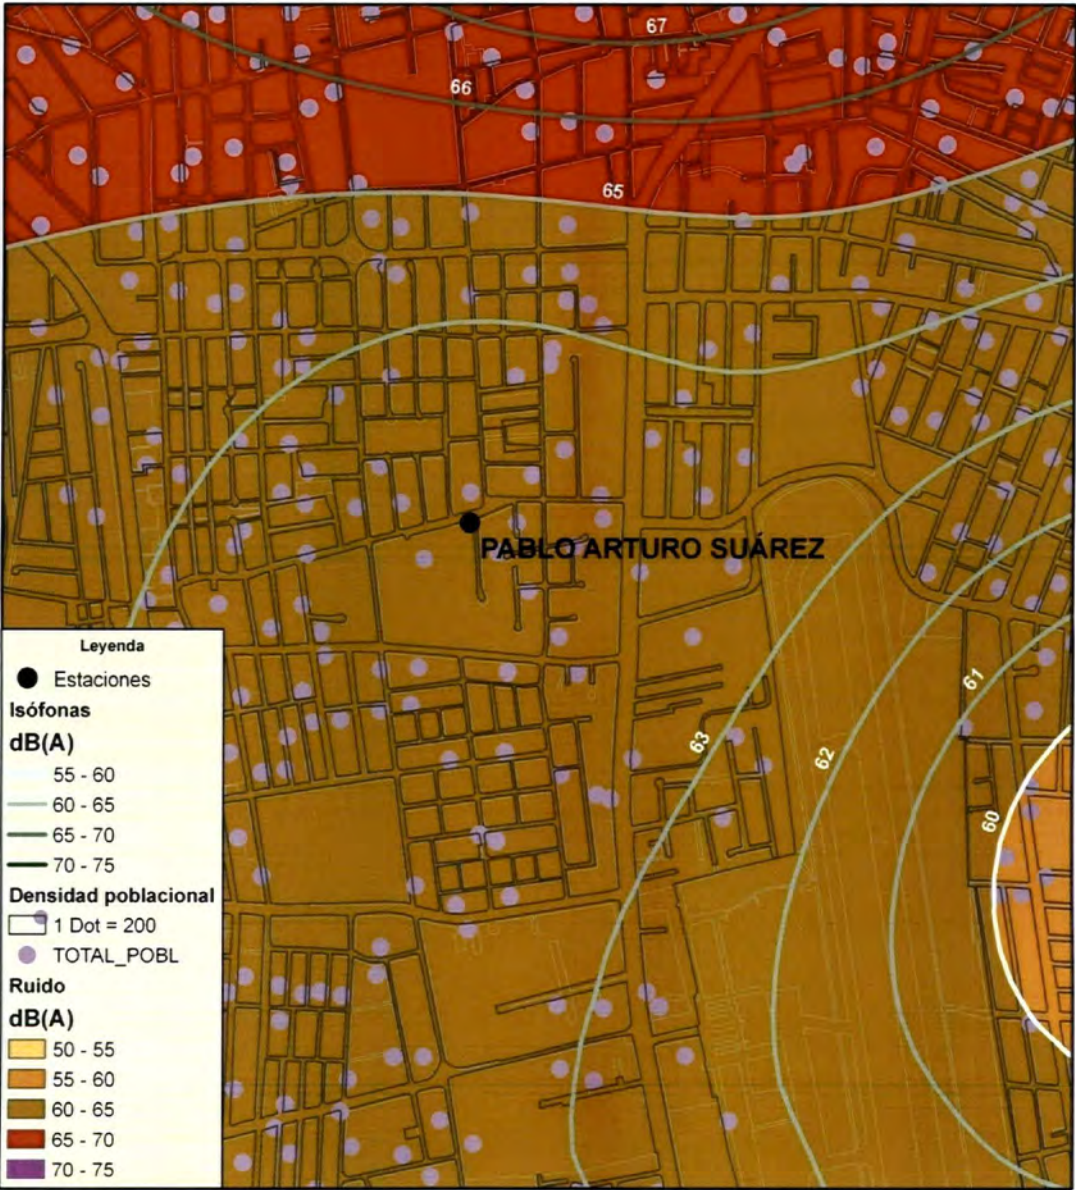 67
66
65
PABLO ARTURO SUÁREZ
61
63
62
60
Leyenda
Estaciones
Isófonas
dB(A)
55 - 60
60 - 65
65 - 70
70 - 75
Densidad poblacional
1 Dot = 200
TOTAL_POBL
Ruido
dB(A)
50 - 55
55 - 60
60 - 65
65 - 70
70 - 75